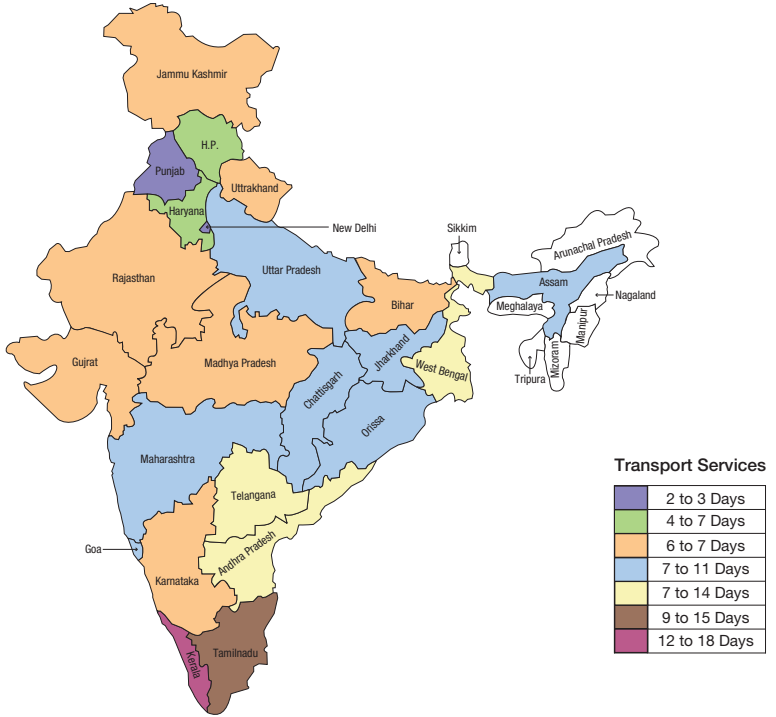 Jammu Kashmir
H.P.
Punjab
Uttrakhand
Haryana
New Delhi
Sikkim
Arunachal Pradesh
Rajasthan
Uttar Pradesh
Assam
Bihar
Meghalaya
Nagaland
Manipur
Gujrat
Madhya Pradesh
Jharkhand
West Bengal
Tripura
Mizoram
Chattisgarh
Orissa
Maharashtra
Telangana
Goa
Andhra Pradesh
Karnataka
Kerala
Tamilnadu
Transport Services
2 to 3 Days
4 to 7 Days
6 to 7 Days
7 to 11 Days
7 to 14 Days
9 to 15 Days
12 to 18 Days